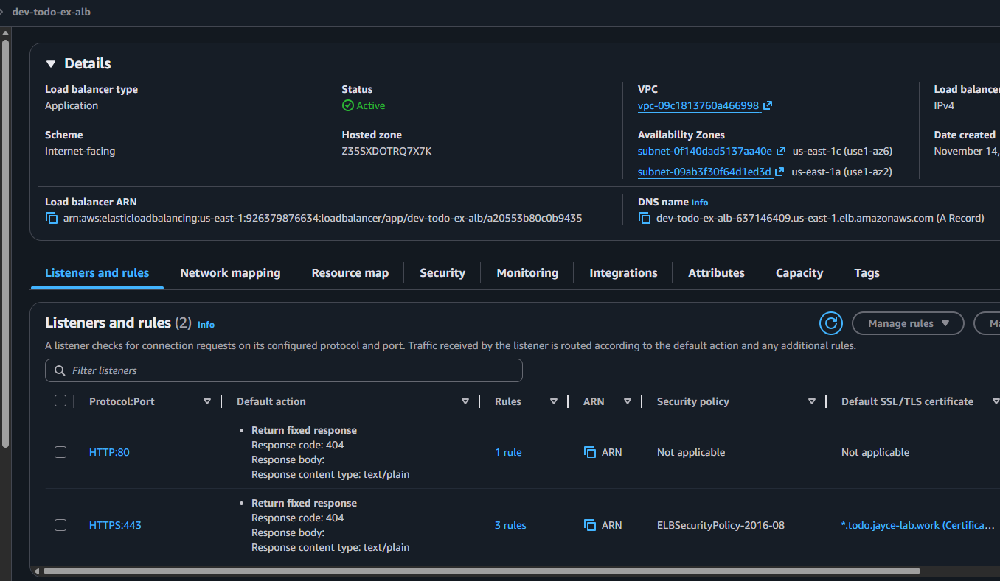 dev-todo-ex-alb
Details
Load balancer type
Application
Status
Active
VPC
vpc-09c1813760a466998
Load balancer
IPv4
Scheme
Internet-facing
Hosted zone
Z35SXDOTRQ7X7K
Availability Zones
subnet-0f140dad5137aa40e us-east-1c (use1-az6)
subnet-09ab3f30f64d1ed3d us-east-1a (use1-az2)
Date created
November 14,
Load balancer ARN
arn:aws:elasticloadbalancing:us-east-1:926379876634:loadbalancer/app/dev-todo-ex-alb/a20553b80c0b9435
DNS name Info
dev-todo-ex-alb-637146409.us-east-1.elb.amazonaws.com (A Record)
Listeners and rules Network mapping Resource map Security Monitoring Integrations Attributes Capacity Tags
Listeners and rules (2) Info
Manage rules
A listener checks for connection requests on its configured protocol and port. Traffic received by the listener is routed according to the default action and any additional rules.
Filter listeners
Protocol:Port Default action Rules ARN Security policy Default SSL/TLS certificate
HTTP:80
• Return fixed response
Response code: 404
Response body:
Response content type: text/plain
1 rule
ARN
Not applicable
Not applicable
HTTPS:443
• Return fixed response
Response code: 404
Response body:
Response content type: text/plain
3 rules
ARN
ELBSecurityPolicy-2016-08
*.todo.jayce-lab.work (Certifica...